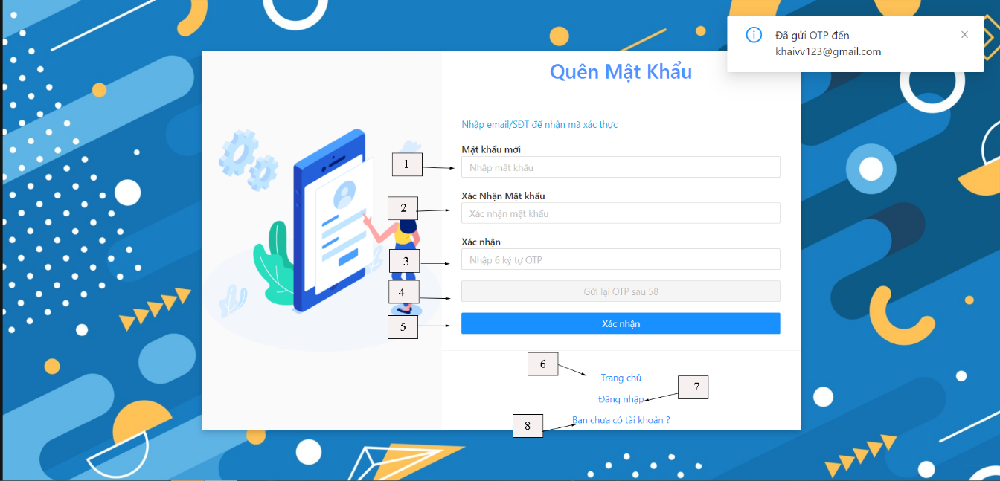 Đã gửi OTP đến
khaivv123@gmail.com
Quên Mật Khẩu
Nhập email/SĐT để nhận mã xác thực
Mật khẩu mới
1
Nhập mật khẩu
Xác Nhận Mật khẩu
2
Xác nhận mật khẩu
Xác nhận
3
Nhập 6 ký tự OTP
4
Gửi lại OTP sau 58
5
Xác nhận
6
Trang chủ
7
Đăng nhập
8
Bạn chưa có tài khoản ?